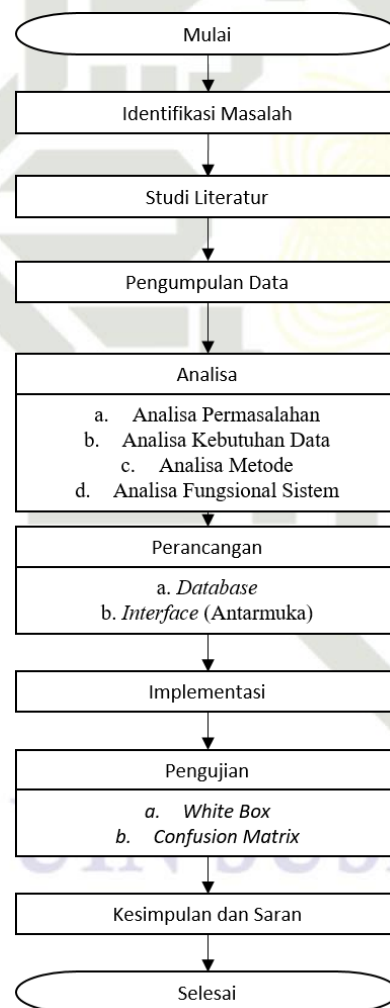 Mulai
Identifikasi Masalah
Studi Literatur
Pengumpulan Data
Analisa
a. Analisa Permasalahan
b. Analisa Kebutuhan Data
c. Analisa Metode
d. Analisa Fungsional Sistem
Perancangan
a. Database
b. Interface (Antarmuka)
Implementasi
Pengujian
a. White Box
b. Confusion Matrix
Kesimpulan dan Saran
Selesai